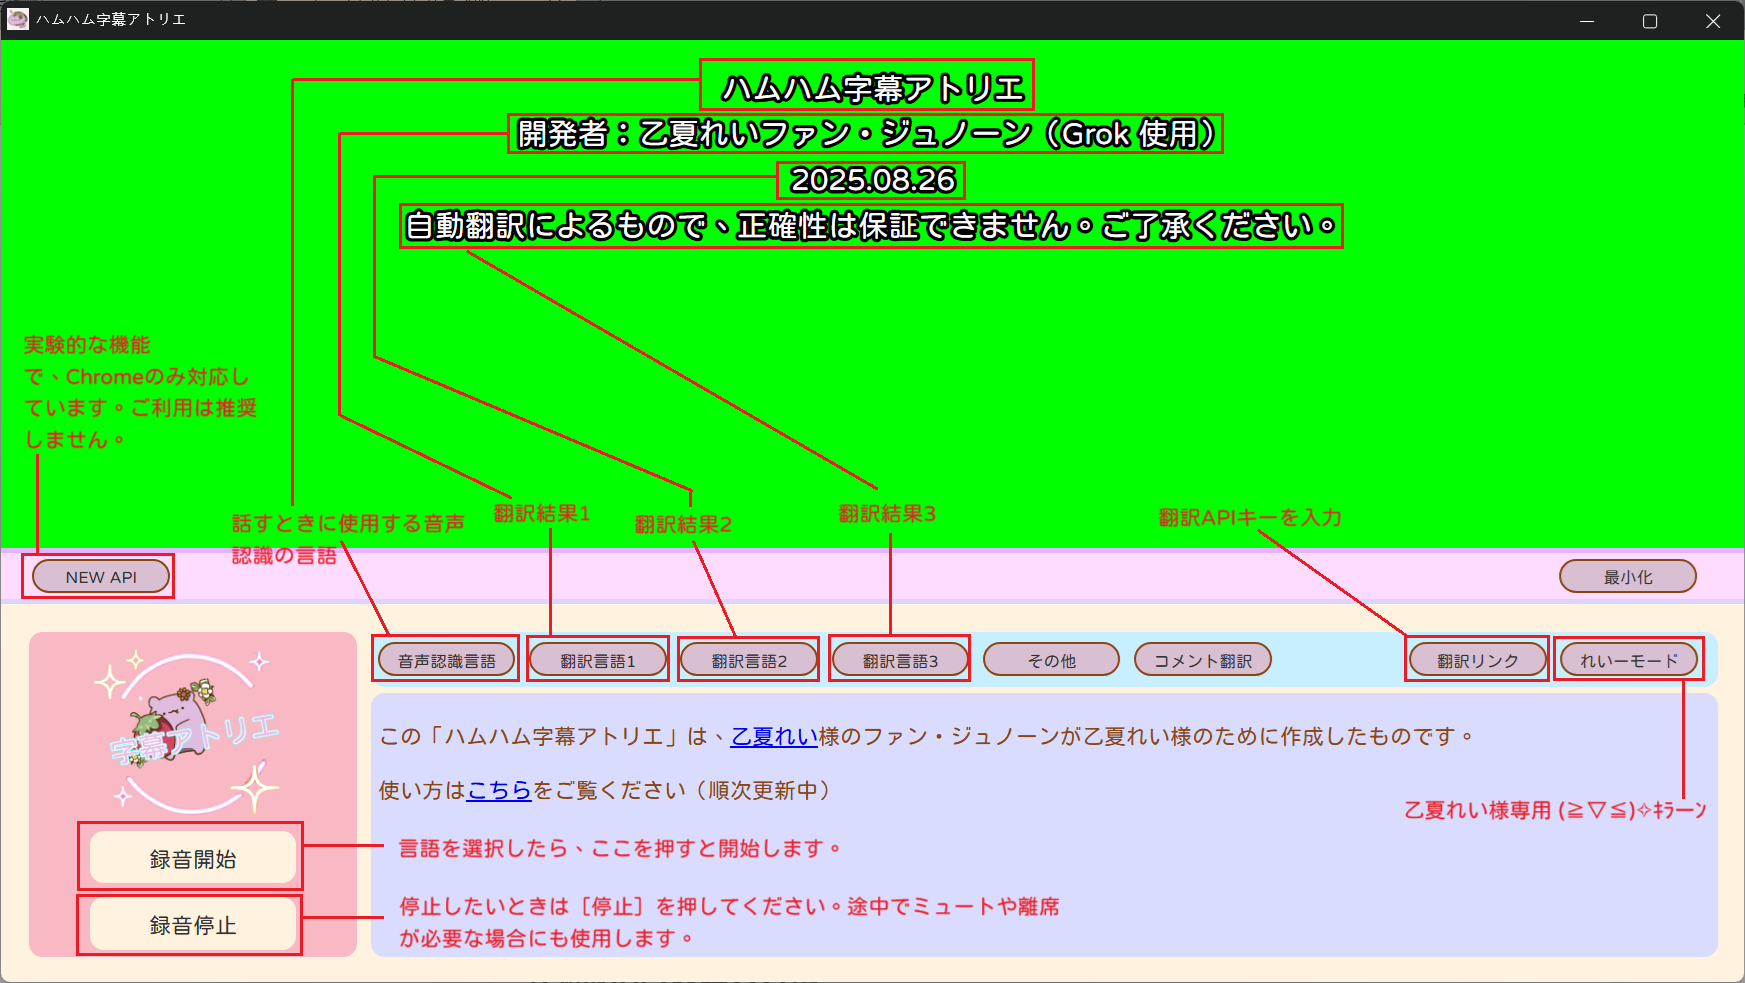 ハムハム字幕アトリエ
ハムハム字幕アトリエ
開発者：乙夏れいファン・ジュノーン（Grok 使用）
2025.08.26
自動翻訳によるもので、正確性は保証できません。ご了承ください。
実験的な機能
で、Chromeのみ対応し
ています。ご利用は推奨
しません。
話すときに使用する音声
認識の言語
翻訳結果1
翻訳結果2
翻訳結果3
翻訳APIキーを入力
NEW API
最小化
音声認識言語
翻訳言語1
翻訳言語2
翻訳言語3
その他
コメント翻訳
翻訳リンク
れいーモード
字幕アトリエ
この「ハムハム字幕アトリエ」は、乙夏れい様のファン・ジュノーンが乙夏れい様のために作成したものです。
使い方はこちらをご覧ください（順次更新中）
乙夏れい様専用 (≧▽≦)✧ｷﾗｰﾝ
録音開始
言語を選択したら、ここを押すと開始します。
録音停止
停止したいときは［停止］を押してください。途中でミュートや離席
が必要な場合にも使用します。